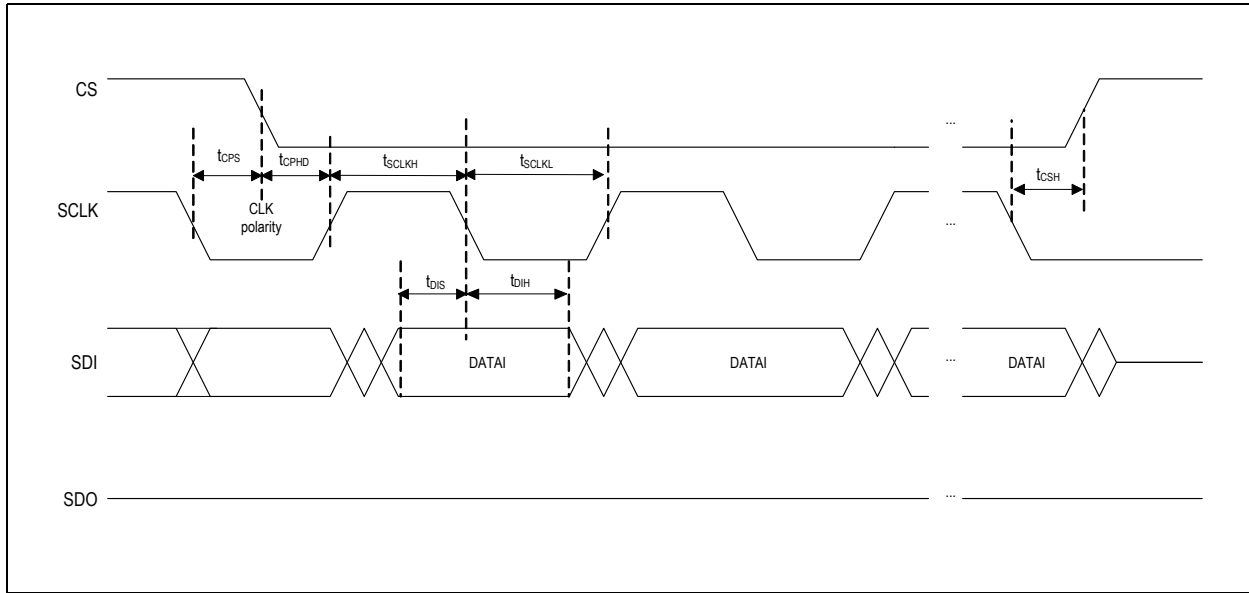 CS
...
tCPS
tCPHD
tSCLKH
tSCLKL
tCSH
SCLK
CLK
polarity
...
tDIS
tDIH
SDI
DATAI
DATAI
...
DATAI
SDO
...